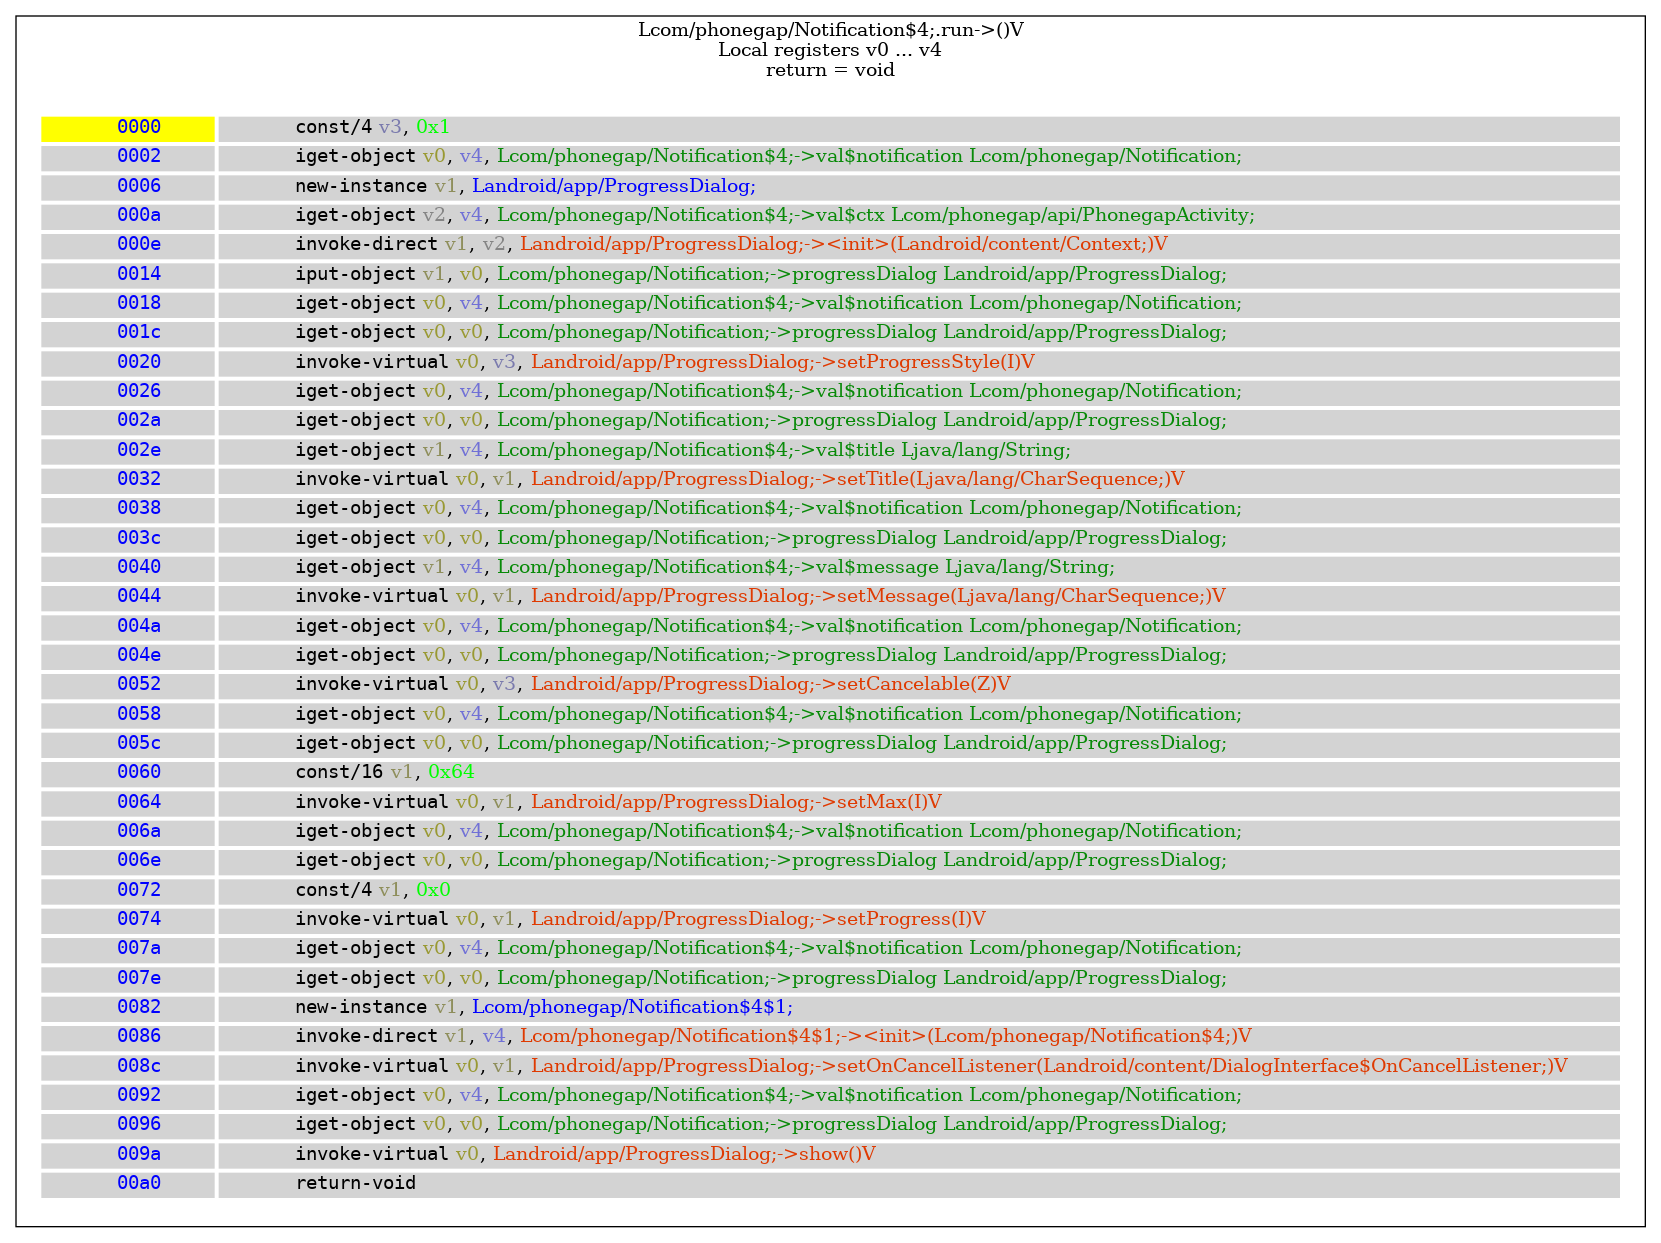 Lcom/phonegap/Notification$4;.run->()V
Local registers v0 ... v4
return = void
0000 const/4 v3, 0x1
0002 iget-object v0, v4, Lcom/phonegap/Notification$4;->val$notification Lcom/phonegap/Notification;
0006 new-instance v1, Landroid/app/ProgressDialog;
000a iget-object v2, v4, Lcom/phonegap/Notification$4;->val$ctx Lcom/phonegap/api/PhonegapActivity;
000e invoke-direct v1, v2, Landroid/app/ProgressDialog;-><init>(Landroid/content/Context;)V
0014 iput-object v1, v0, Lcom/phonegap/Notification;->progressDialog Landroid/app/ProgressDialog;
0018 iget-object v0, v4, Lcom/phonegap/Notification$4;->val$notification Lcom/phonegap/Notification;
001c iget-object v0, v0, Lcom/phonegap/Notification;->progressDialog Landroid/app/ProgressDialog;
0020 invoke-virtual v0, v3, Landroid/app/ProgressDialog;->setProgressStyle(I)V
0026 iget-object v0, v4, Lcom/phonegap/Notification$4;->val$notification Lcom/phonegap/Notification;
002a iget-object v0, v0, Lcom/phonegap/Notification;->progressDialog Landroid/app/ProgressDialog;
002e iget-object v1, v4, Lcom/phonegap/Notification$4;->val$title Ljava/lang/String;
0032 invoke-virtual v0, v1, Landroid/app/ProgressDialog;->setTitle(Ljava/lang/CharSequence;)V
0038 iget-object v0, v4, Lcom/phonegap/Notification$4;->val$notification Lcom/phonegap/Notification;
003c iget-object v0, v0, Lcom/phonegap/Notification;->progressDialog Landroid/app/ProgressDialog;
0040 iget-object v1, v4, Lcom/phonegap/Notification$4;->val$message Ljava/lang/String;
0044 invoke-virtual v0, v1, Landroid/app/ProgressDialog;->setMessage(Ljava/lang/CharSequence;)V
004a iget-object v0, v4, Lcom/phonegap/Notification$4;->val$notification Lcom/phonegap/Notification;
004e iget-object v0, v0, Lcom/phonegap/Notification;->progressDialog Landroid/app/ProgressDialog;
0052 invoke-virtual v0, v3, Landroid/app/ProgressDialog;->setCancelable(Z)V
0058 iget-object v0, v4, Lcom/phonegap/Notification$4;->val$notification Lcom/phonegap/Notification;
005c iget-object v0, v0, Lcom/phonegap/Notification;->progressDialog Landroid/app/ProgressDialog;
0060 const/16 v1, 0x64
0064 invoke-virtual v0, v1, Landroid/app/ProgressDialog;->setMax(I)V
006a iget-object v0, v4, Lcom/phonegap/Notification$4;->val$notification Lcom/phonegap/Notification;
006e iget-object v0, v0, Lcom/phonegap/Notification;->progressDialog Landroid/app/ProgressDialog;
0072 const/4 v1, 0x0
0074 invoke-virtual v0, v1, Landroid/app/ProgressDialog;->setProgress(I)V
007a iget-object v0, v4, Lcom/phonegap/Notification$4;->val$notification Lcom/phonegap/Notification;
007e iget-object v0, v0, Lcom/phonegap/Notification;->progressDialog Landroid/app/ProgressDialog;
0082 new-instance v1, Lcom/phonegap/Notification$4$1;
0086 invoke-direct v1, v4, Lcom/phonegap/Notification$4$1;-><init>(Lcom/phonegap/Notification$4;)V
008c invoke-virtual v0, v1, Landroid/app/ProgressDialog;->setOnCancelListener(Landroid/content/DialogInterface$OnCancelListener;)V
0092 iget-object v0, v4, Lcom/phonegap/Notification$4;->val$notification Lcom/phonegap/Notification;
0096 iget-object v0, v0, Lcom/phonegap/Notification;->progressDialog Landroid/app/ProgressDialog;
009a invoke-virtual v0, Landroid/app/ProgressDialog;->show()V
00a0 return-void